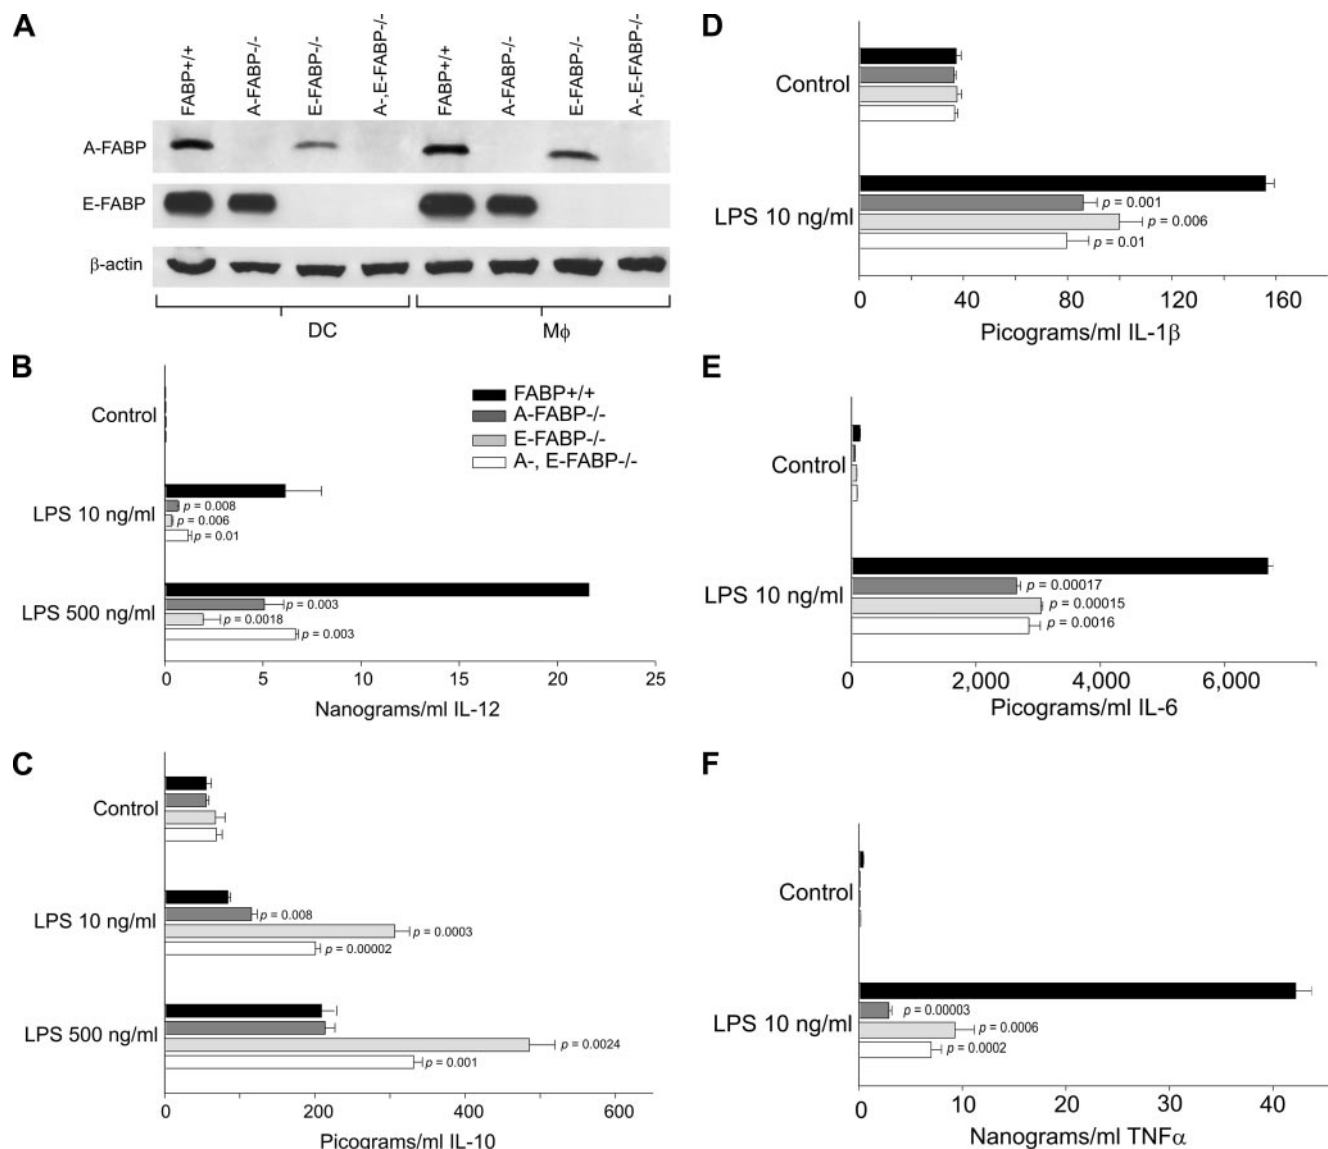 A
FABP+/+
A-FABP-/-
E-FABP-/-
A-,E-FABP-/-
FABP+/+
A-FABP-/-
E-FABP-/-
A-,E-FABP-/-
A-FABP
E-FABP
β-actin
DC
Mϕ
B
Control
LPS 10 ng/ml
p = 0.008
p = 0.006
p = 0.01
LPS 500 ng/ml
p = 0.003
p = 0.0018
p = 0.003
FABP+/+
A-FABP-/-
E-FABP-/-
A-, E-FABP-/-
0 5 10 15 20 25
Nanograms/ml IL-12
C
Control
LPS 10 ng/ml
p = 0.008
p = 0.0003
p = 0.00002
LPS 500 ng/ml
p = 0.0024
p = 0.001
0 200 400 600
Picograms/ml IL-10
D
Control
LPS 10 ng/ml
p = 0.001
p = 0.006
p = 0.01
0 40 80 120 160
Picograms/ml IL-1β
E
Control
LPS 10 ng/ml
p = 0.00017
p = 0.00015
p = 0.0016
0 2,000 4,000 6,000
Picograms/ml IL-6
F
Control
LPS 10 ng/ml
p = 0.00003
p = 0.0006
p = 0.0002
0 10 20 30 40
Nanograms/ml TNFα